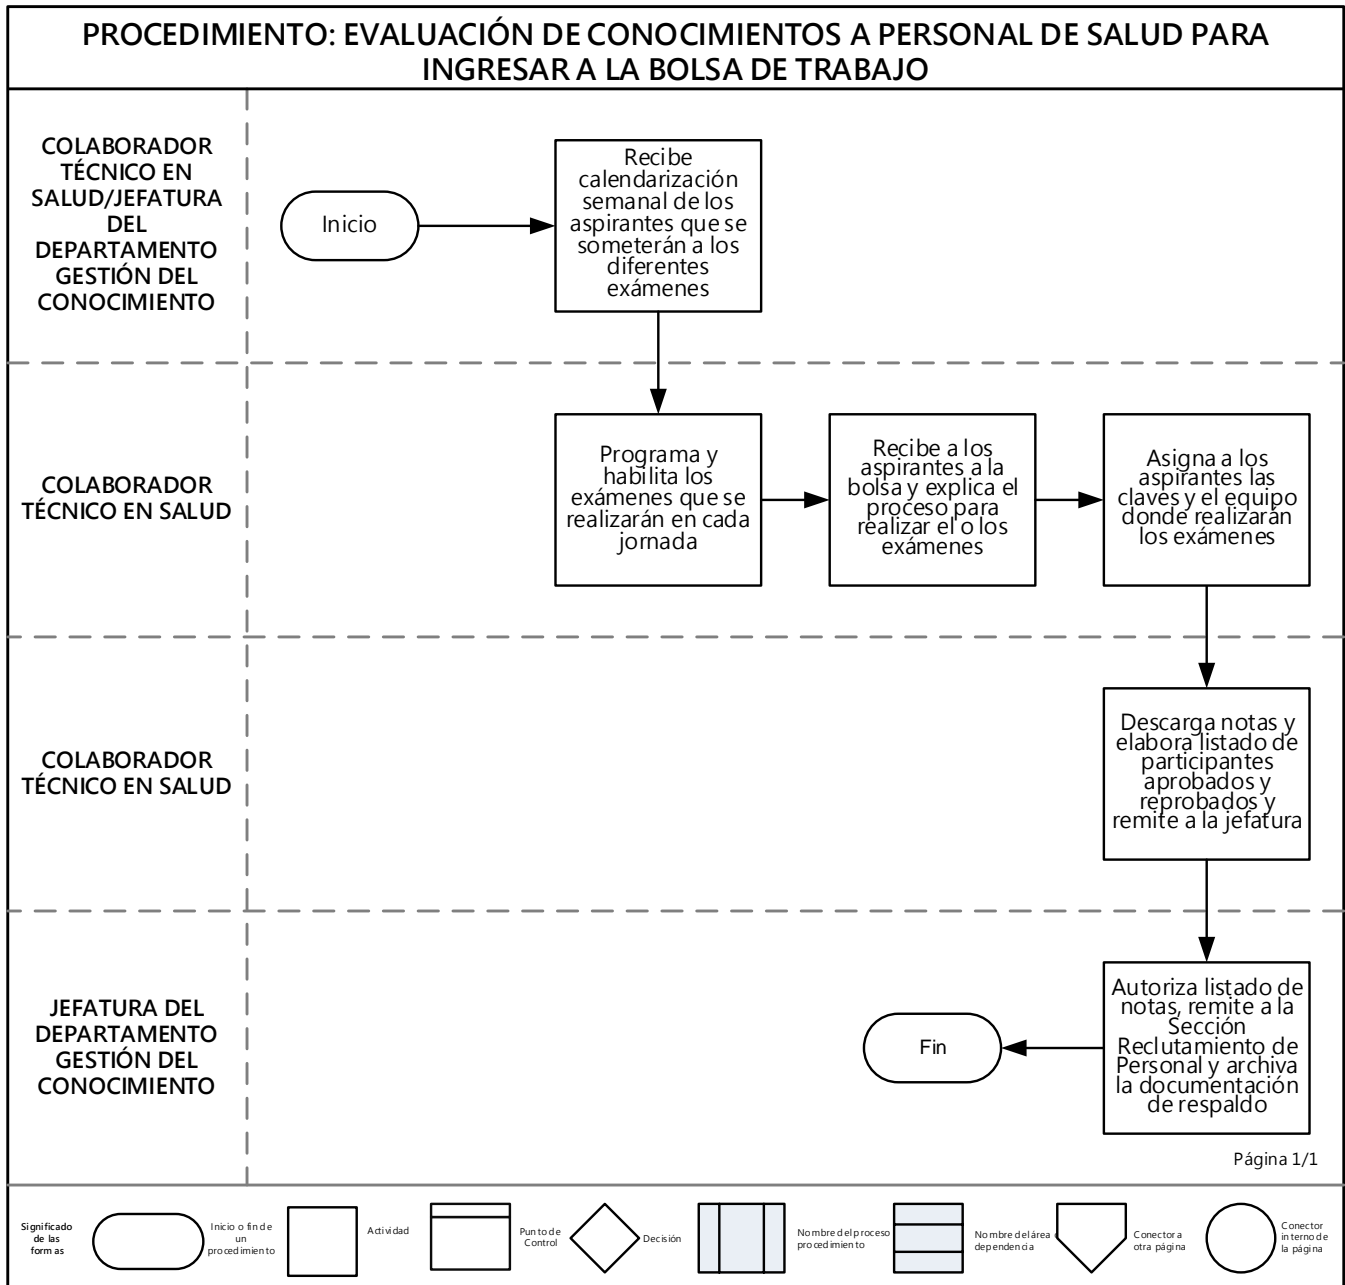 PROCEDIMIENTO: EVALUACIÓN DE CONOCIMIENTOS A PERSONAL DE SALUD PARA
INGRESAR A LA BOLSA DE TRABAJO
COLABORADOR
TÉCNICO EN
SALUD/JEFATURA
DEL
DEPARTAMENTO
GESTIÓN DEL
CONOCIMIENTO
Inicio
Recibe
calendarización
semanal de los
aspirantes que se
someterán a los
diferentes
exámenes
COLABORADOR
TÉCNICO EN SALUD
Programa y
habilita los
exámenes que se
realizarán en cada
jornada
Recibe a los
aspirantes a la
bolsa y explica el
proceso para
realizar el o los
exámenes
Asigna a los
aspirantes las
claves y el equipo
donde realizarán
los exámenes
COLABORADOR
TÉCNICO EN SALUD
Descarga notas y
elabora listado de
participantes
aprobados y
reprobados y
remite a la jefatura
JEFATURA DEL
DEPARTAMENTO
GESTIÓN DEL
CONOCIMIENTO
Fin
Autoriza listado de
notas, remite a la
Sección
Reclutamiento de
Personal y archiva
la documentación
de respaldo
Página 1/1
Significado
de las
formas
Inicio o fin de
un
procedimiento
Actividad
Punto de
Control
Decisión
Nombre del proceso
procedimiento
Nombre del área
dependencia
Conector a
otra página
Conector
interno de
la página